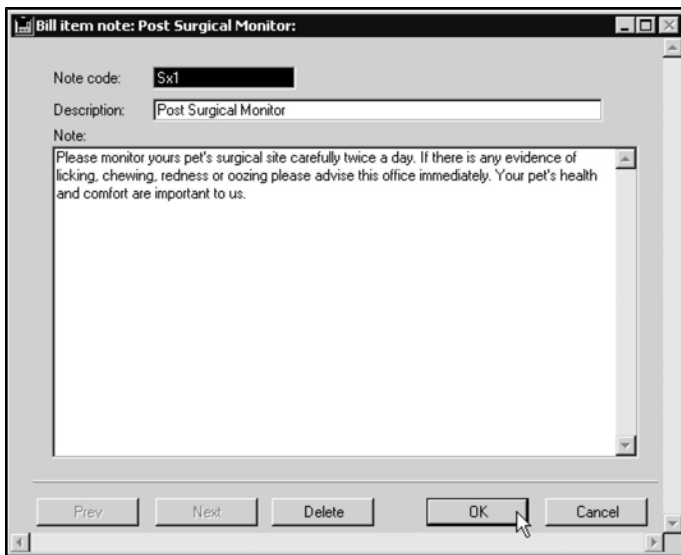 Bill item note: Post Surgical Monitor:
Note code: Sx1
Description: Post Surgical Monitor
Note:
Please monitor yours pet's surgical site carefully twice a day. If there is any evidence of
licking, chewing, redness or oozing please advise this office immediately. Your pet's health
and comfort are important to us.
Prev Next Delete OK Cancel